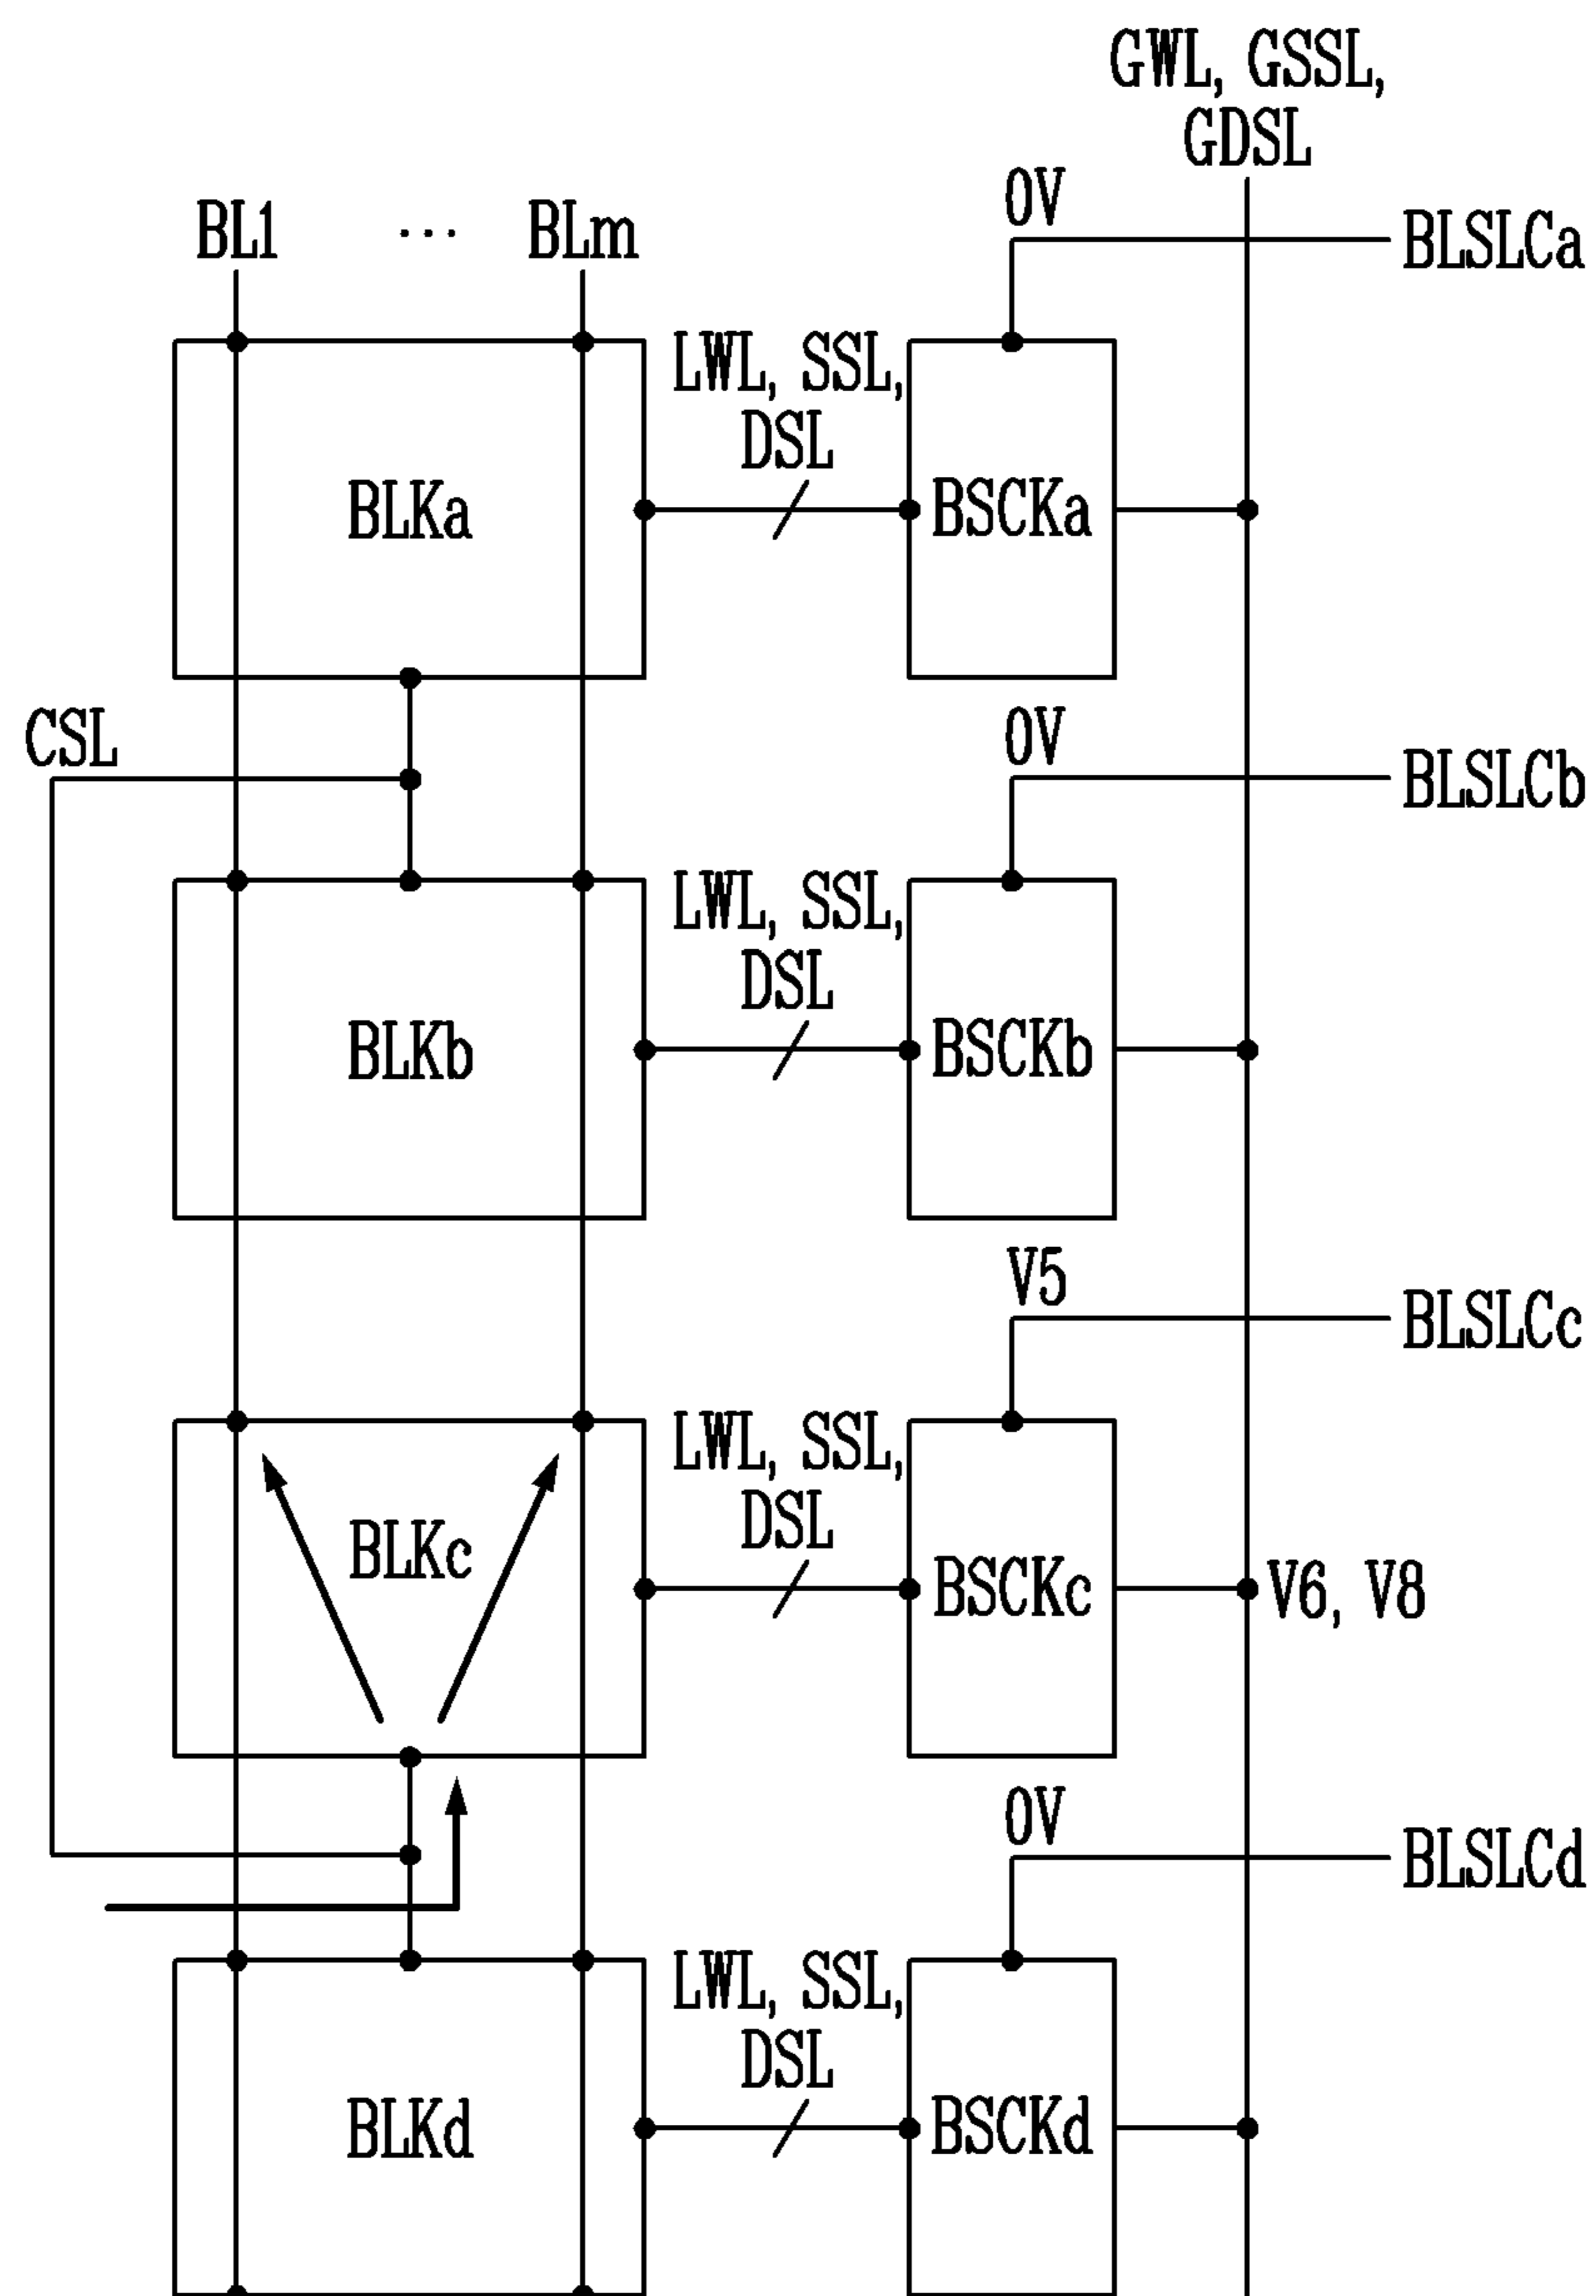 GWL, GSSL,
GDSL
0V
BLSLCa
BL1 ... BLm
LWL, SSL,
DSL
BLKa
BSCKa
CSL
0V
BLSLCb
LWL, SSL,
DSL
BLKb
BSCKb
V5
BLSLCc
LWL, SSL,
DSL
BLKc
BSCKc
V6, V8
0V
BLSLCd
LWL, SSL,
DSL
BLKd
BSCKd